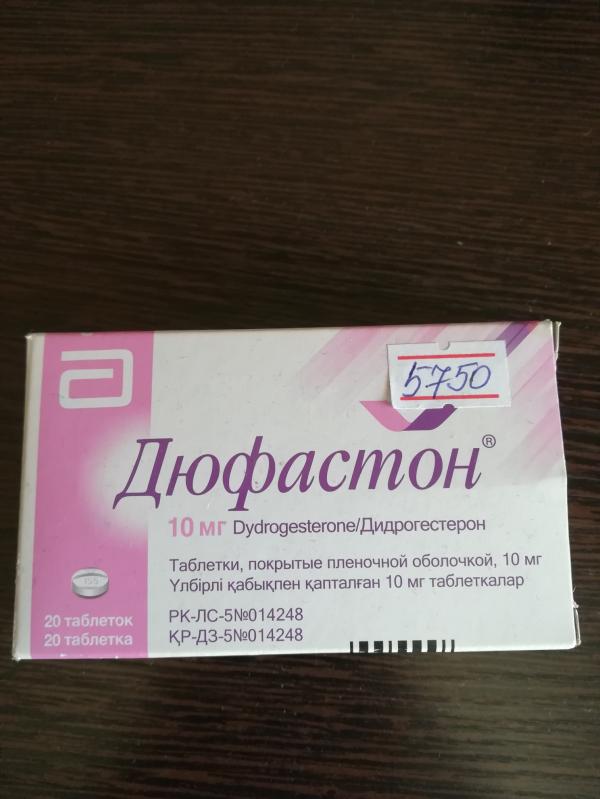 5750
Дюфастон®
10 мг Dydrogesterone/Дидрогестерон
Таблетки, покрытые пленочной оболочкой, 10 мг
Үлбірлі қабықпен қапталған 10 мг таблеткалар
155
20 таблеток
20 таблетка
РК-ЛС-5№014248
ҚР-ДЗ-5№014248